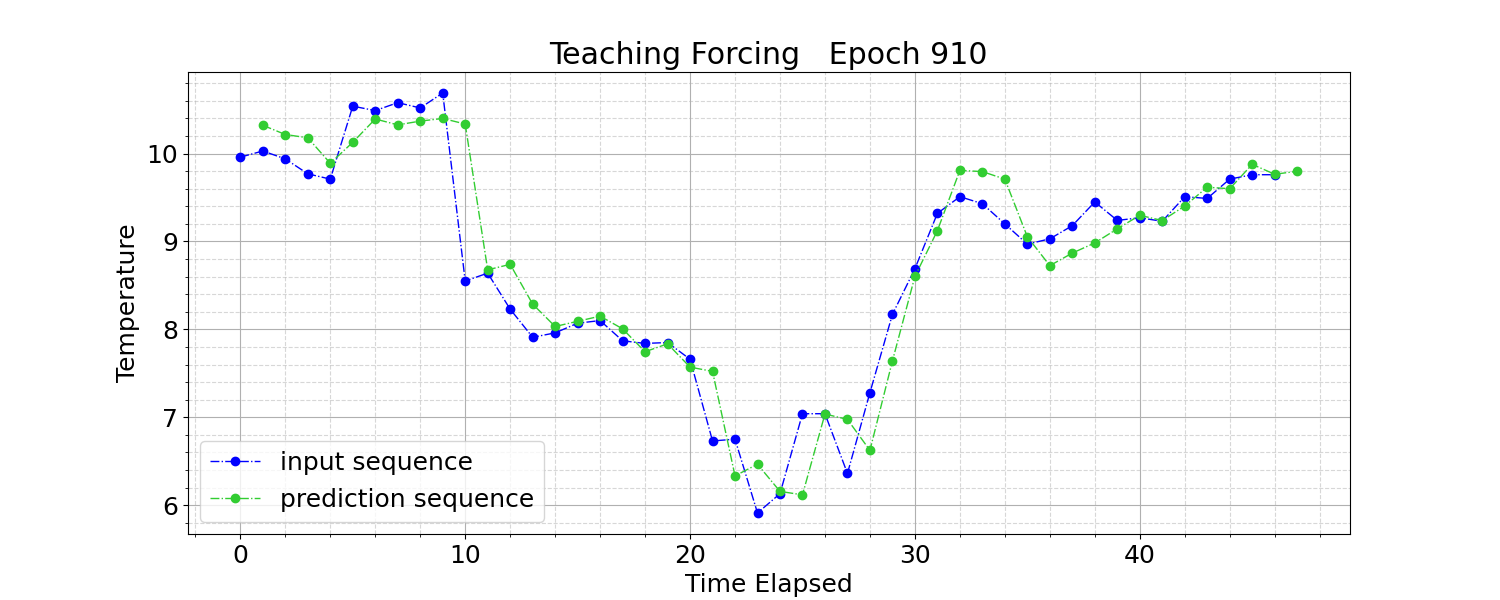 Teaching Forcing   Epoch 910
Temperature
10
9
8
7
6
input sequence
prediction sequence
0 10 20 30 40
Time Elapsed